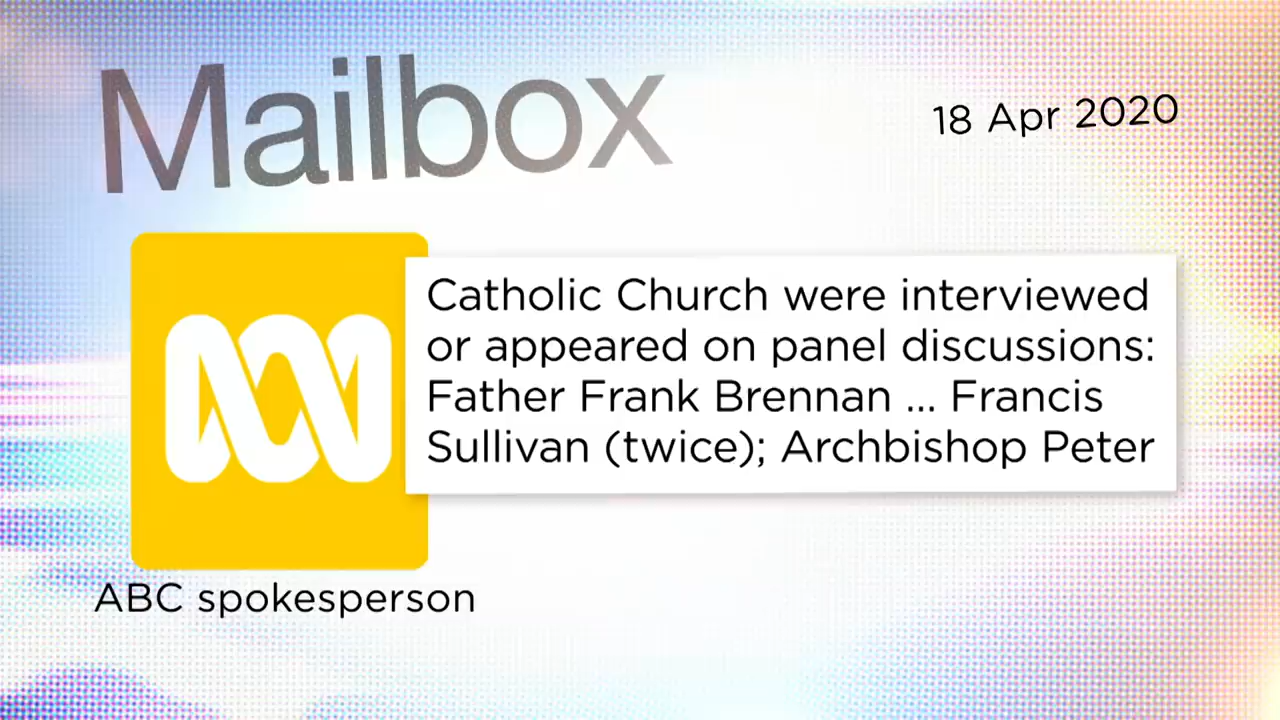 Mailbox
18 Apr 2020
Catholic Church were interviewed
or appeared on panel discussions:
Father Frank Brennan ... Francis
Sullivan (twice); Archbishop Peter
ABC spokesperson